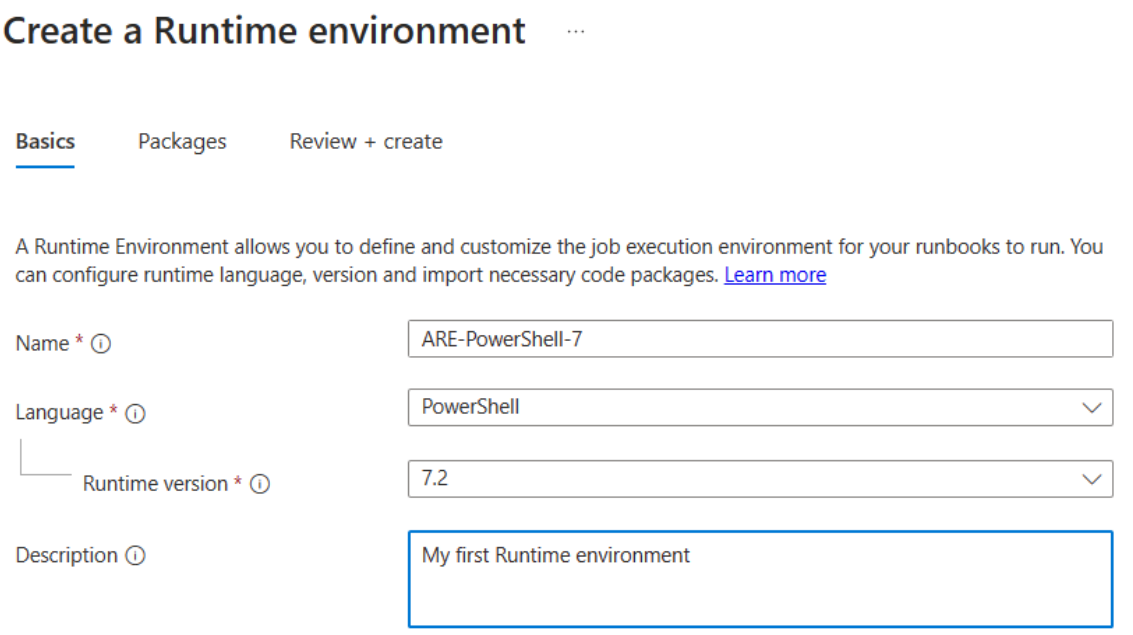 Create a Runtime environment ...
Basics Packages Review + create
A Runtime Environment allows you to define and customize the job execution environment for your runbooks to run. You
can configure runtime language, version and import necessary code packages. Learn more
Name * ARE-PowerShell-7
Language * PowerShell
Runtime version * 7.2
Description My first Runtime environment